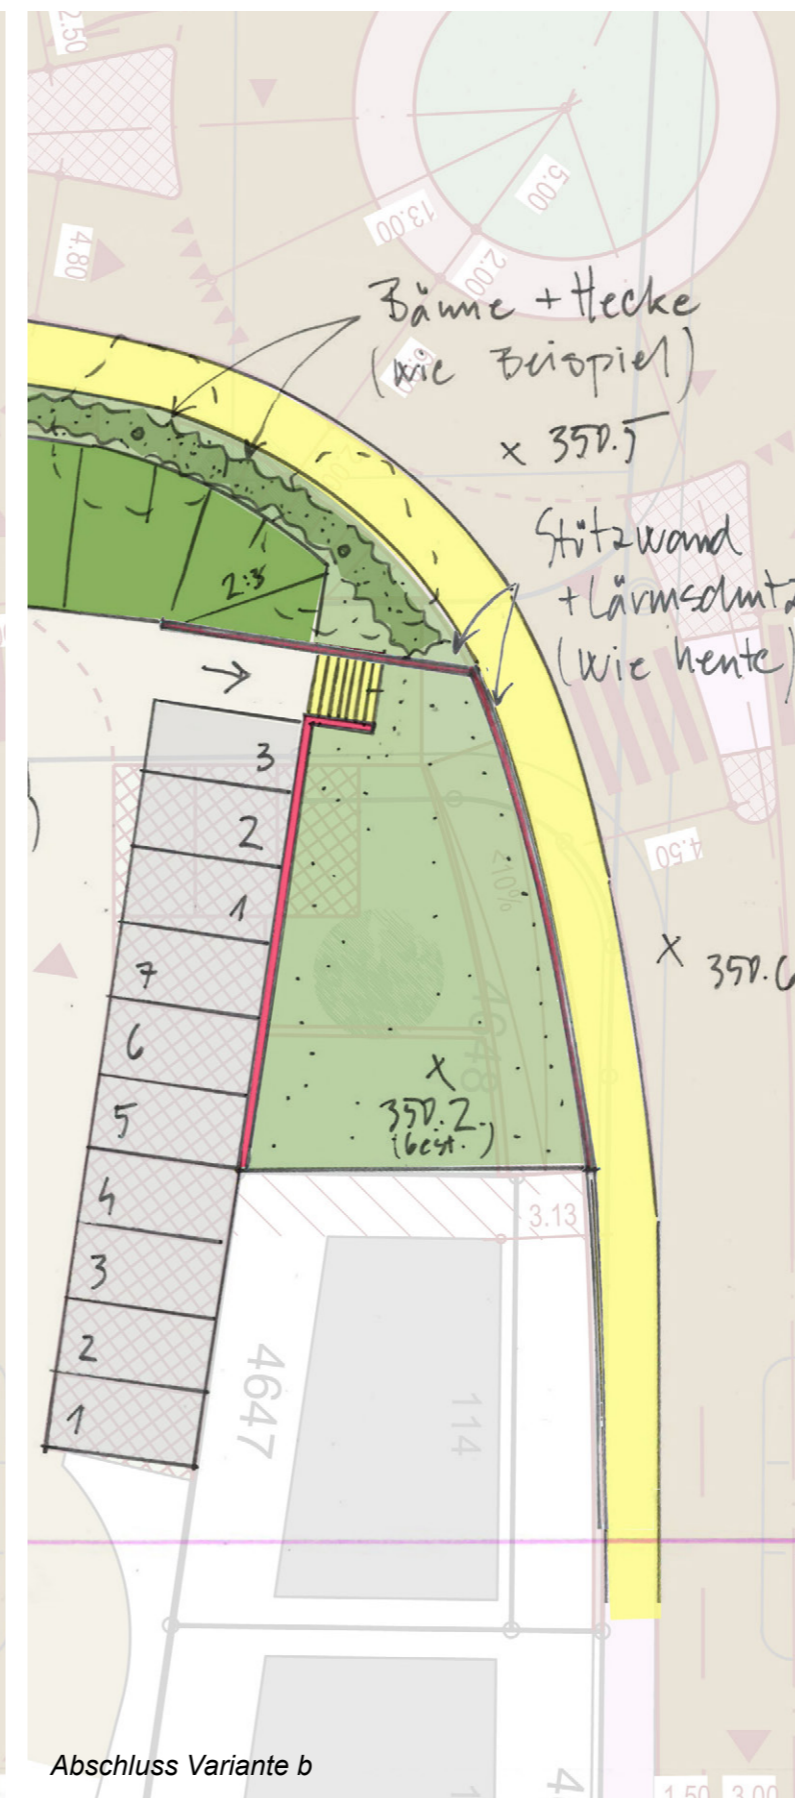 2.50
5.00
13.00
2.00
4.80
Bäume + Hecke
(wie Beispiel)
x 350.5
Stützwand
+ Lärmschutz
(wie heute)
2:3
→
3
2
1
7
6
5
4
3
2
1
≥10%
4.50
x 350.6
4648
x
350.2
(best.)
3.13
4647
114
Abschluss Variante b
1.50 3.00